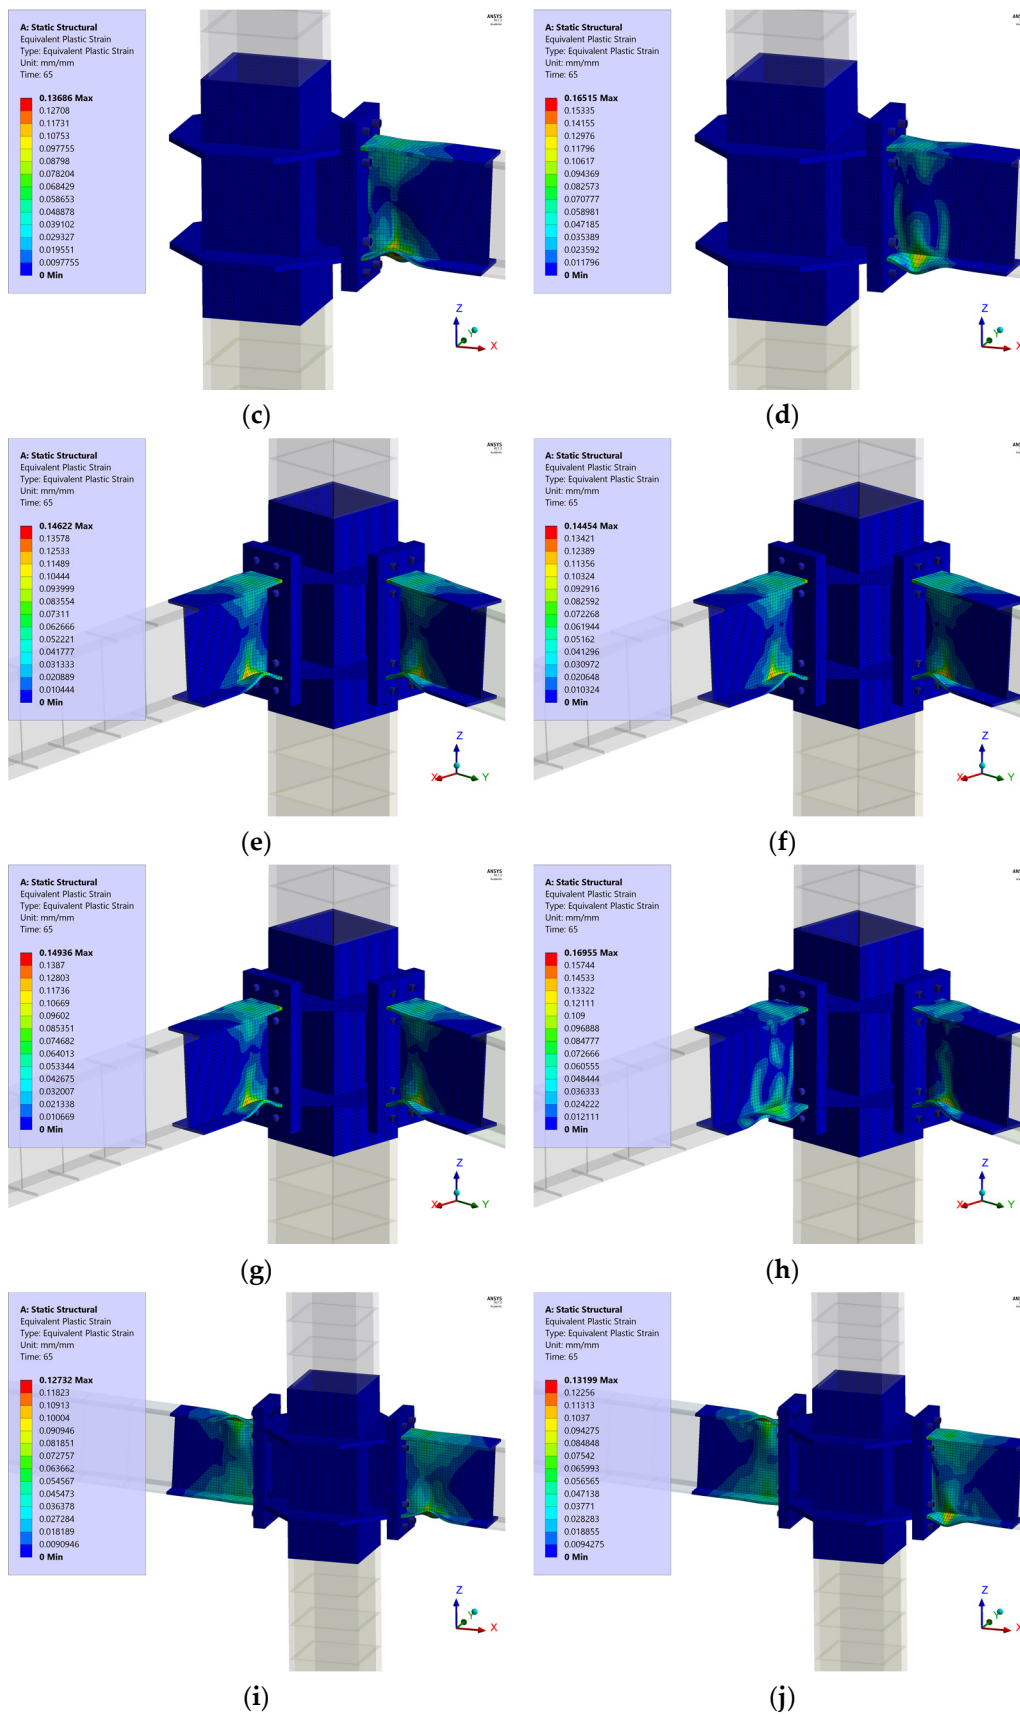 A: Static Structural
Equivalent Plastic Strain
Type: Equivalent Plastic Strain
Unit: mm/mm
Time: 65
0.13686 Max
0.12708
0.11731
0.10753
0.097755
0.08798
0.078204
0.068429
0.058653
0.048878
0.039102
0.029327
0.019551
0.0097755
0 Min
ANSYS
Academic
Z
Y
X
(c)
A: Static Structural
Equivalent Plastic Strain
Type: Equivalent Plastic Strain
Unit: mm/mm
Time: 65
0.16515 Max
0.15335
0.14155
0.12976
0.11796
0.10617
0.094369
0.082573
0.070777
0.058981
0.047185
0.035389
0.023592
0.011796
0 Min
ANS
Z
Y
X
(d)
A: Static Structural
Equivalent Plastic Strain
Type: Equivalent Plastic Strain
Unit: mm/mm
Time: 65
0.14622 Max
0.13578
0.12533
0.11489
0.10444
0.093999
0.083554
0.07311
0.062666
0.052221
0.041777
0.031333
0.020889
0.010444
0 Min
ANSYS
Academic
Z
X
Y
(e)
A: Static Structural
Equivalent Plastic Strain
Type: Equivalent Plastic Strain
Unit: mm/mm
Time: 65
0.14454 Max
0.13421
0.12389
0.11356
0.10324
0.092916
0.082592
0.072268
0.061944
0.05162
0.041296
0.030972
0.020648
0.010324
0 Min
ANS
Z
X
Y
(f)
A: Static Structural
Equivalent Plastic Strain
Type: Equivalent Plastic Strain
Unit: mm/mm
Time: 65
0.14936 Max
0.1387
0.12803
0.11736
0.10669
0.09602
0.085351
0.074682
0.064013
0.053344
0.042675
0.032007
0.021338
0.010669
0 Min
ANSYS
Academic
Z
X
Y
(g)
A: Static Structural
Equivalent Plastic Strain
Type: Equivalent Plastic Strain
Unit: mm/mm
Time: 65
0.16955 Max
0.15744
0.14533
0.13322
0.12111
0.109
0.096888
0.084777
0.072666
0.060555
0.048444
0.036333
0.024222
0.012111
0 Min
ANS
Z
X
Y
(h)
A: Static Structural
Equivalent Plastic Strain
Type: Equivalent Plastic Strain
Unit: mm/mm
Time: 65
0.12732 Max
0.11823
0.10913
0.10004
0.090946
0.081851
0.072757
0.063662
0.054567
0.045473
0.036378
0.027284
0.018189
0.0090946
0 Min
ANSYS
Academic
Z
Y
X
(i)
A: Static Structural
Equivalent Plastic Strain
Type: Equivalent Plastic Strain
Unit: mm/mm
Time: 65
0.13199 Max
0.12256
0.11313
0.1037
0.094275
0.084848
0.07542
0.065993
0.056565
0.047138
0.03771
0.028283
0.018855
0.0094275
0 Min
ANS
Z
Y
X
(j)